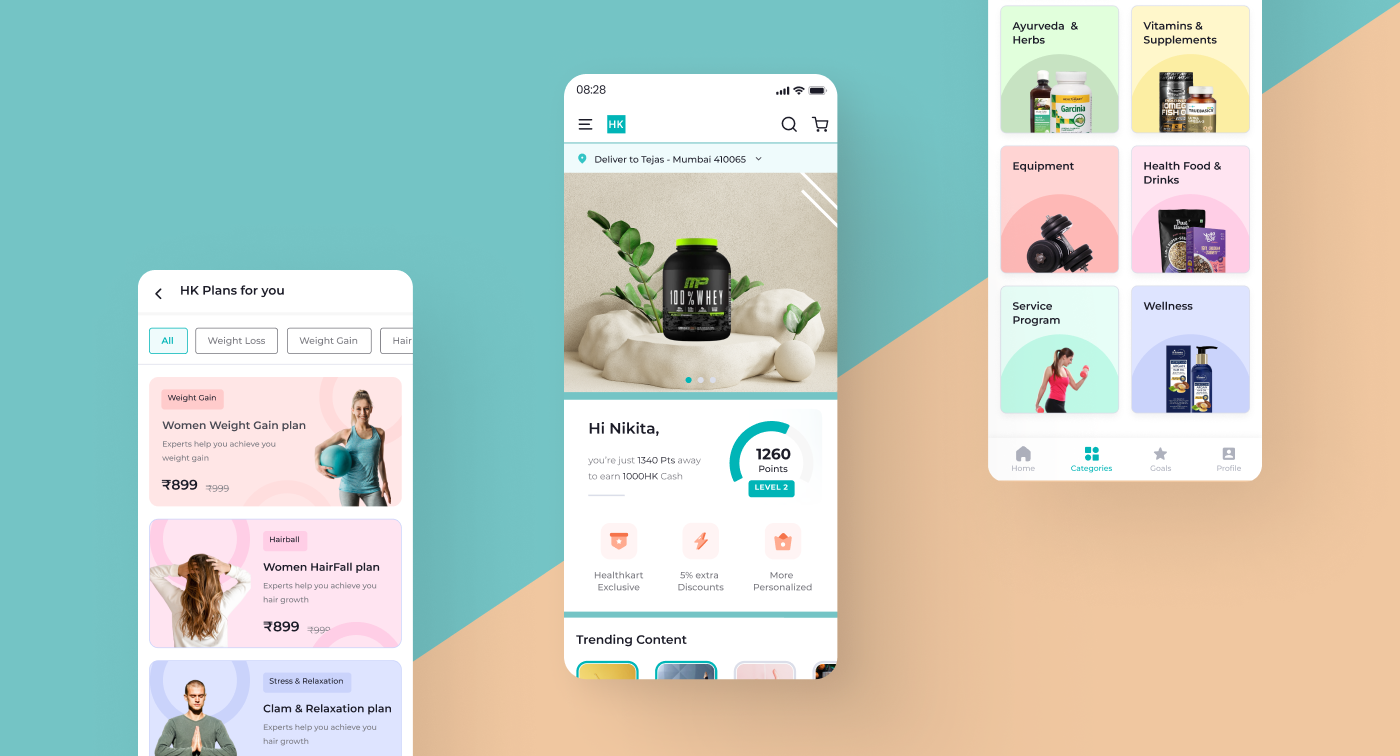 HK Plans for you
All
Weight Loss
Weight Gain
Hair
Weight Gain
Women Weight Gain plan
Experts help you achieve you
weight gain
₹899 ₹999
Hairball
Women HairFall plan
Experts help you achieve you
hair growth
₹899 ₹999
Stress & Relaxation
Clam & Relaxation plan
Experts help you achieve you
hair growth
08:28
HK
Deliver to Tejas - Mumbai 410065
MP
100% WHEY
Hi Nikita,
you're just 1340 Pts away
to earn 1000HK Cash
1260
Points
LEVEL 2
Healthkart
Exclusive
5% extra
Discounts
More
Personalized
Trending Content
Ayurveda &
Herbs
Garcinia
Vitamins &
Supplements
FISH O
TRUEBASICS
Equipment
Health Food &
Drinks
Service
Program
Wellness
Home
Categories
Goals
Profile